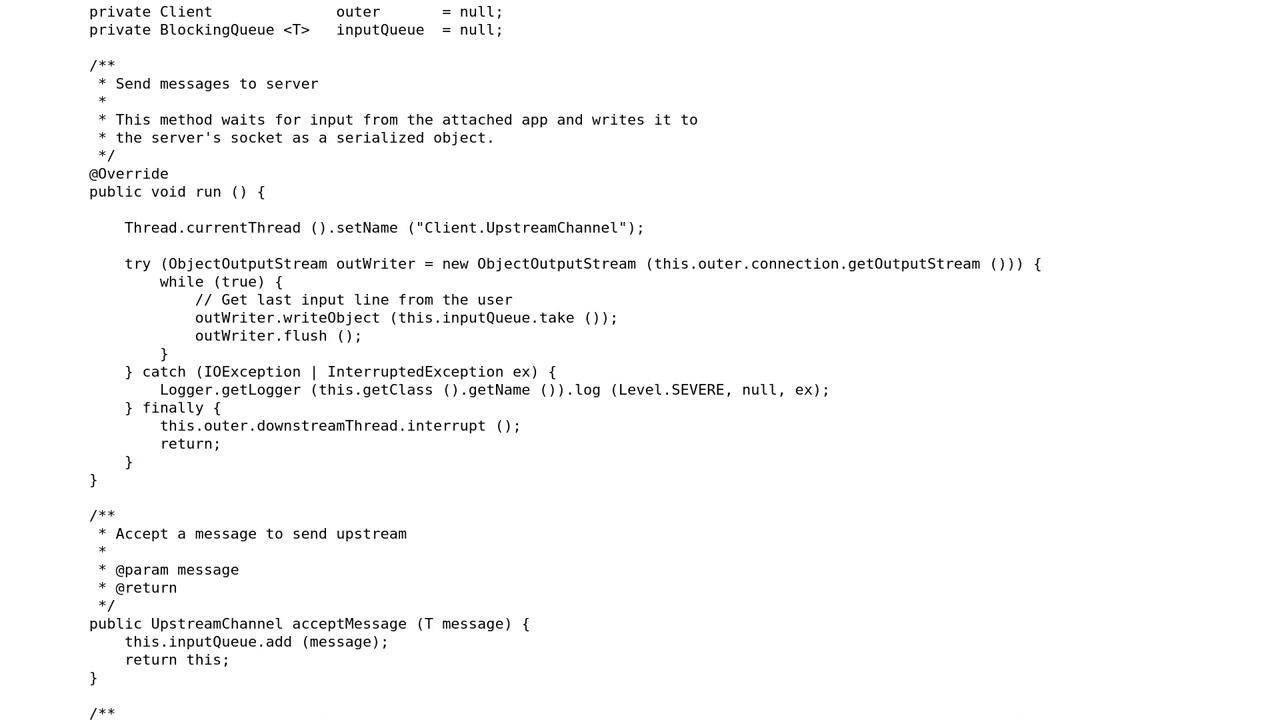 private Client              outer       = null;
private BlockingQueue <T>   inputQueue  = null;

/**
 * Send messages to server
 *
 * This method waits for input from the attached app and writes it to
 * the server's socket as a serialized object.
 */
@Override
public void run () {

    Thread.currentThread ().setName ("Client.UpstreamChannel");

    try (ObjectOutputStream outWriter = new ObjectOutputStream (this.outer.connection.getOutputStream ())) {
        while (true) {
            // Get last input line from the user
            outWriter.writeObject (this.inputQueue.take ());
            outWriter.flush ();
        }
    } catch (IOException | InterruptedException ex) {
        Logger.getLogger (this.getClass ().getName ()).log (Level.SEVERE, null, ex);
    } finally {
        this.outer.downstreamThread.interrupt ();
        return;
    }
}

/**
 * Accept a message to send upstream
 *
 * @param message
 * @return
 */
public UpstreamChannel acceptMessage (T message) {
    this.inputQueue.add (message);
    return this;
}

/**